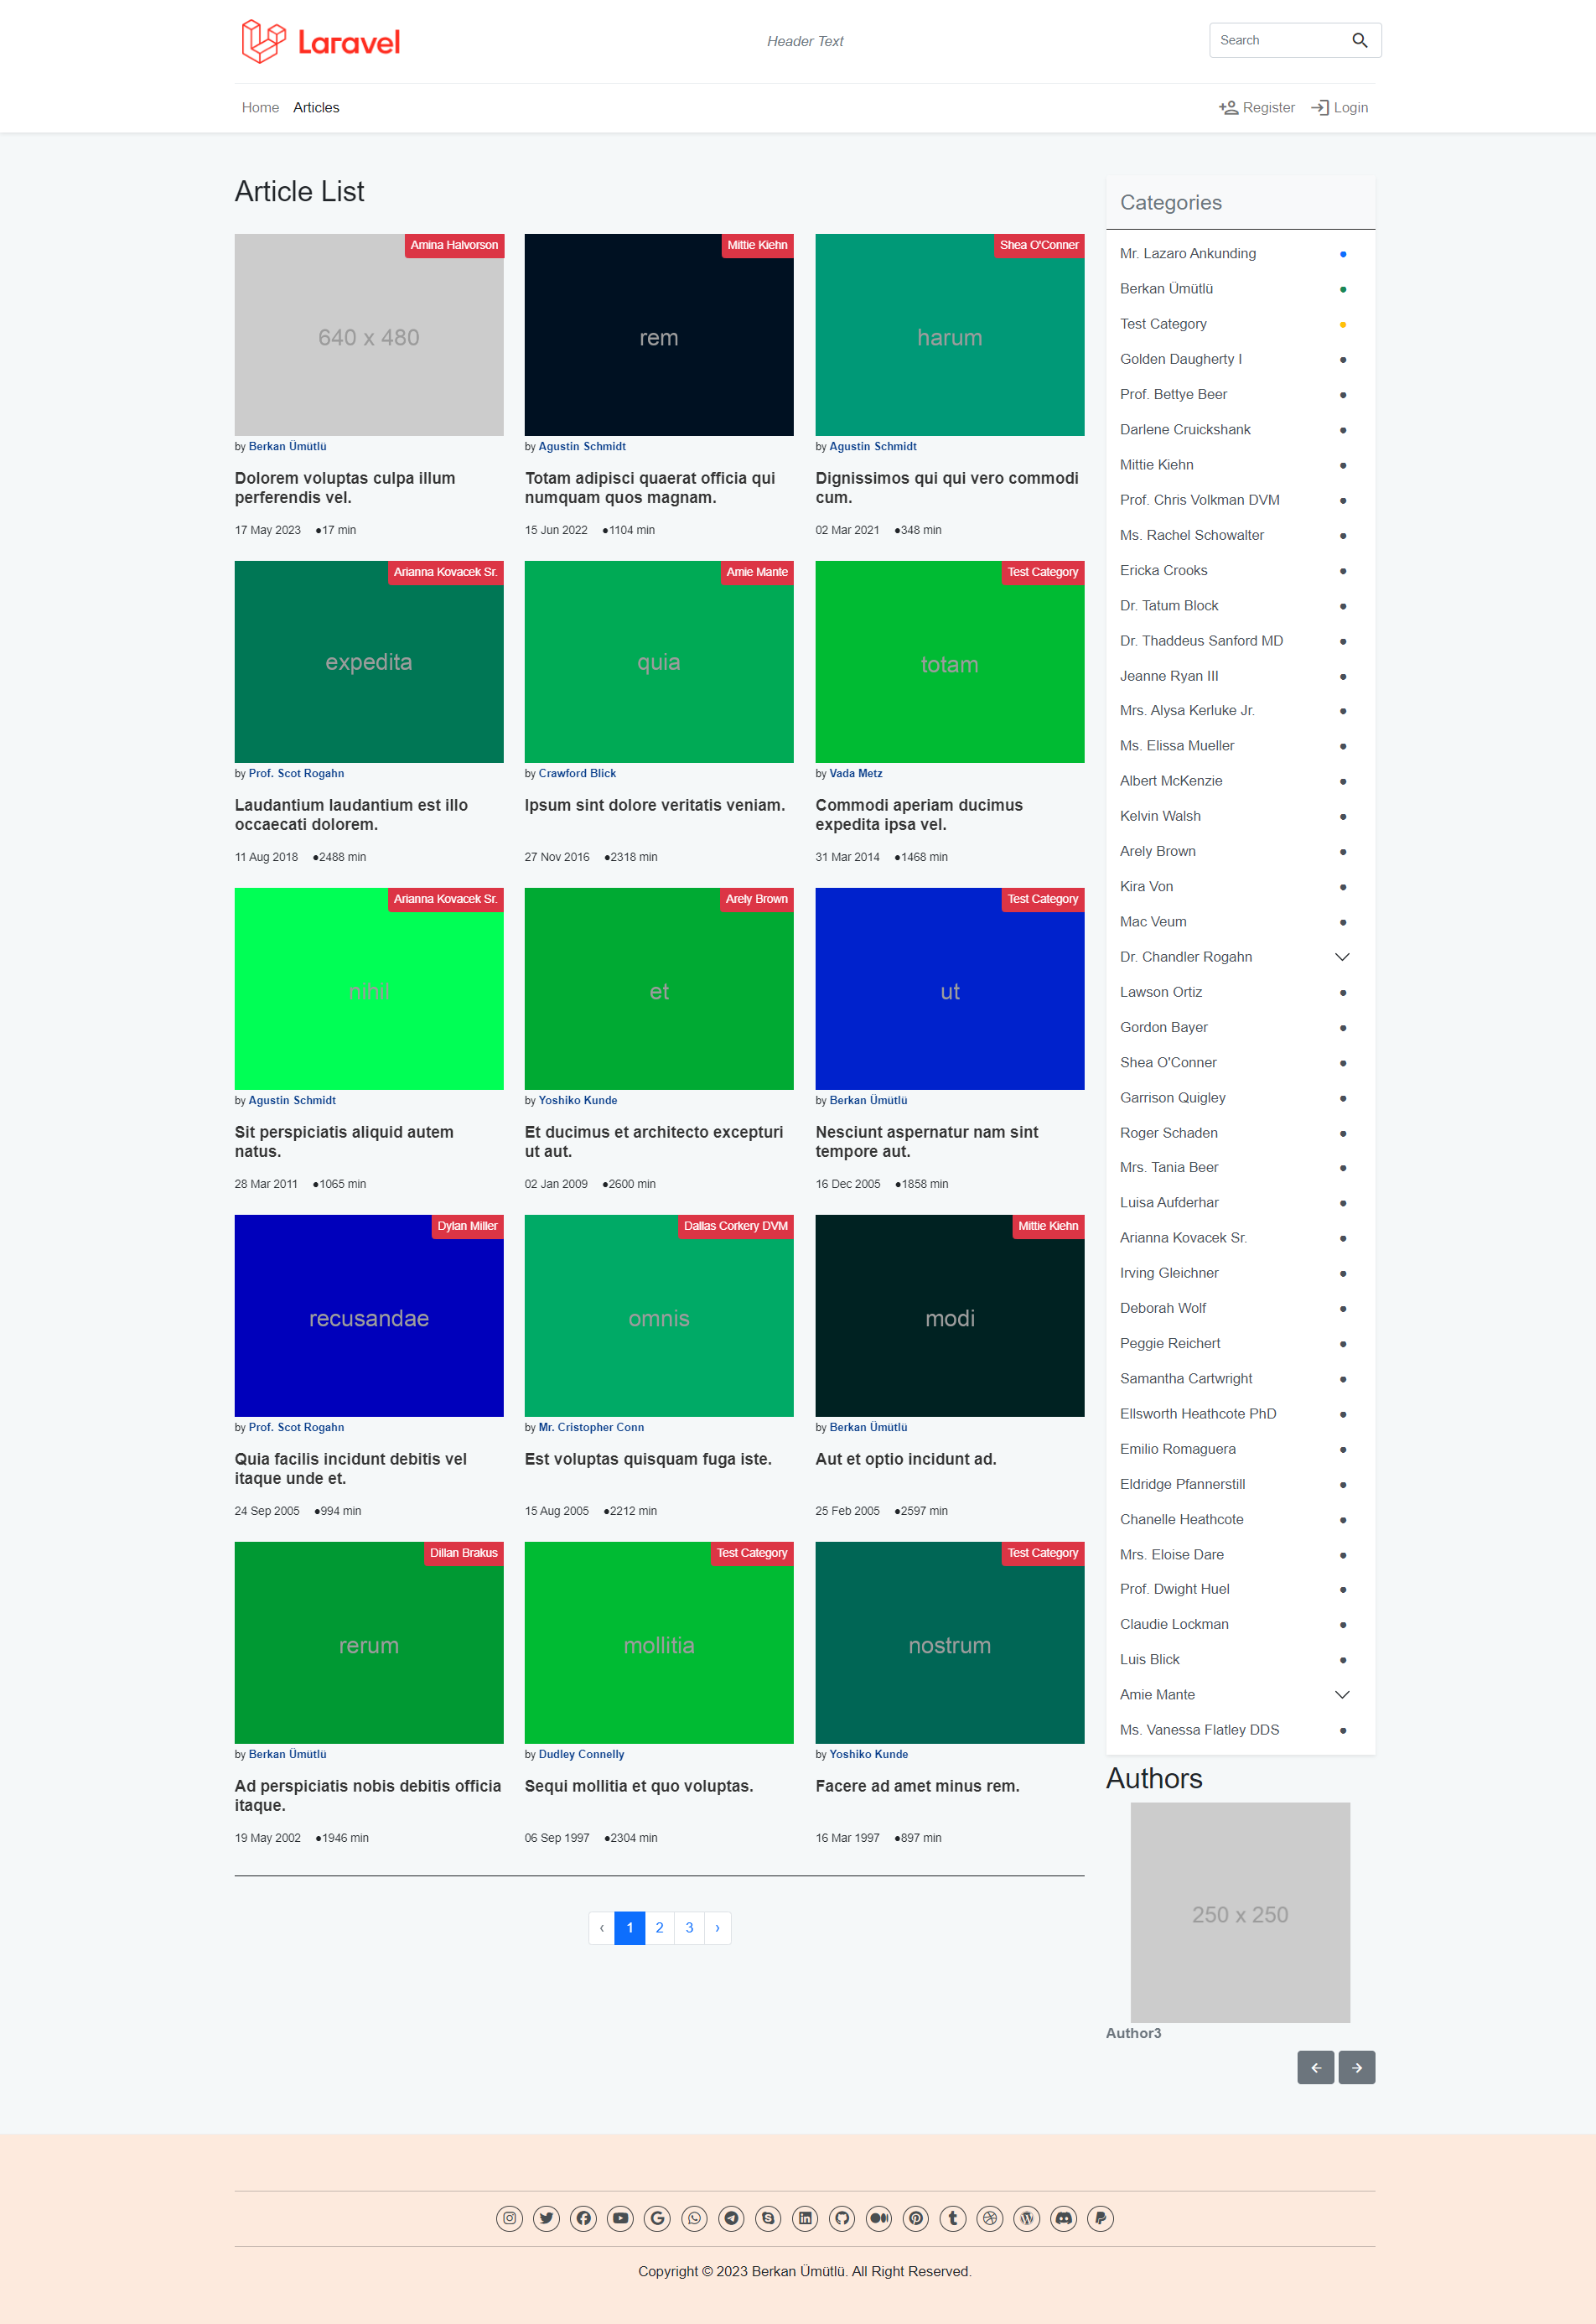 Laravel
Header Text
Search
Home
Articles
Register
Login
Article List
Amina Halvorson
640 x 480
by Berkan Ümütlü
Dolorem voluptas culpa illum
perferendis vel.
17 May 2023 ●17 min
Mittie Kiehn
rem
by Agustin Schmidt
Totam adipisci quaerat officia qui
numquam quos magnam.
15 Jun 2022 ●1104 min
Shea O'Conner
harum
by Agustin Schmidt
Dignissimos qui qui vero commodi
cum.
02 Mar 2021 ●348 min
Arianna Kovacek Sr.
expedita
by Prof. Scot Rogahn
Laudantium laudantium est illo
occaecati dolorem.
11 Aug 2018 ●2488 min
Amie Mante
quia
by Crawford Blick
Ipsum sint dolore veritatis veniam.
27 Nov 2016 ●2318 min
Test Category
totam
by Vada Metz
Commodi aperiam ducimus
expedita ipsa vel.
31 Mar 2014 ●1468 min
Arianna Kovacek Sr.
nihil
by Agustin Schmidt
Sit perspiciatis aliquid autem
natus.
28 Mar 2011 ●1065 min
Arely Brown
et
by Yoshiko Kunde
Et ducimus et architecto excepturi
ut aut.
02 Jan 2009 ●2600 min
Test Category
ut
by Berkan Ümütlü
Nesciunt aspernatur nam sint
tempore aut.
16 Dec 2005 ●1858 min
Dylan Miller
recusandae
by Prof. Scot Rogahn
Quia facilis incidunt debitis vel
itaque unde et.
24 Sep 2005 ●994 min
Dallas Corkery DVM
omnis
by Mr. Cristopher Conn
Est voluptas quisquam fuga iste.
15 Aug 2005 ●2212 min
Mittie Kiehn
modi
by Berkan Ümütlü
Aut et optio incidunt ad.
25 Feb 2005 ●2597 min
Dillan Brakus
rerum
by Berkan Ümütlü
Ad perspiciatis nobis debitis officia
itaque.
19 May 2002 ●1946 min
Test Category
mollitia
by Dudley Connelly
Sequi mollitia et quo voluptas.
06 Sep 1997 ●2304 min
Test Category
nostrum
by Yoshiko Kunde
Facere ad amet minus rem.
16 Mar 1997 ●897 min
‹ 1 2 3 ›
Categories
Mr. Lazaro Ankunding
Berkan Ümütlü
Test Category
Golden Daugherty I
Prof. Bettye Beer
Darlene Cruickshank
Mittie Kiehn
Prof. Chris Volkman DVM
Ms. Rachel Schowalter
Ericka Crooks
Dr. Tatum Block
Dr. Thaddeus Sanford MD
Jeanne Ryan III
Mrs. Alysa Kerluke Jr.
Ms. Elissa Mueller
Albert McKenzie
Kelvin Walsh
Arely Brown
Kira Von
Mac Veum
Dr. Chandler Rogahn
Lawson Ortiz
Gordon Bayer
Shea O'Conner
Garrison Quigley
Roger Schaden
Mrs. Tania Beer
Luisa Aufderhar
Arianna Kovacek Sr.
Irving Gleichner
Deborah Wolf
Peggie Reichert
Samantha Cartwright
Ellsworth Heathcote PhD
Emilio Romaguera
Eldridge Pfannerstill
Chanelle Heathcote
Mrs. Eloise Dare
Prof. Dwight Huel
Claudie Lockman
Luis Blick
Amie Mante
Ms. Vanessa Flatley DDS
Authors
250 x 250
Author3
Copyright © 2023 Berkan Ümütlü. All Right Reserved.